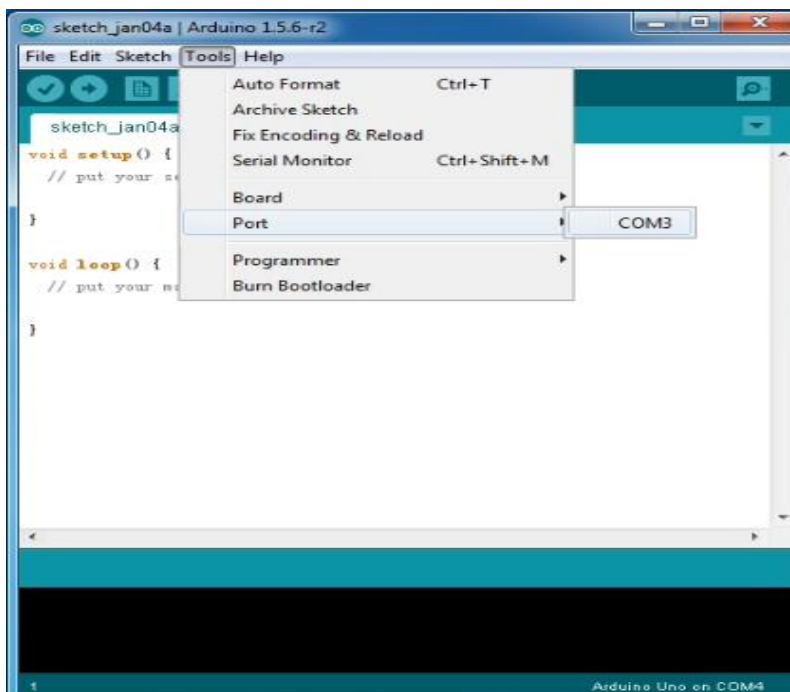 sketch_jan04a | Arduino 1.5.6-r2
File Edit Sketch Tools Help
Auto Format Ctrl+T
Archive Sketch
sketch_jan04a
Fix Encoding & Reload
void setup() {
Serial Monitor Ctrl+Shift+M
// put your
Board
}
Port
COM3
void loop() {
Programmer
// put your
Burn Bootloader
}
1
Arduino Uno on COM4